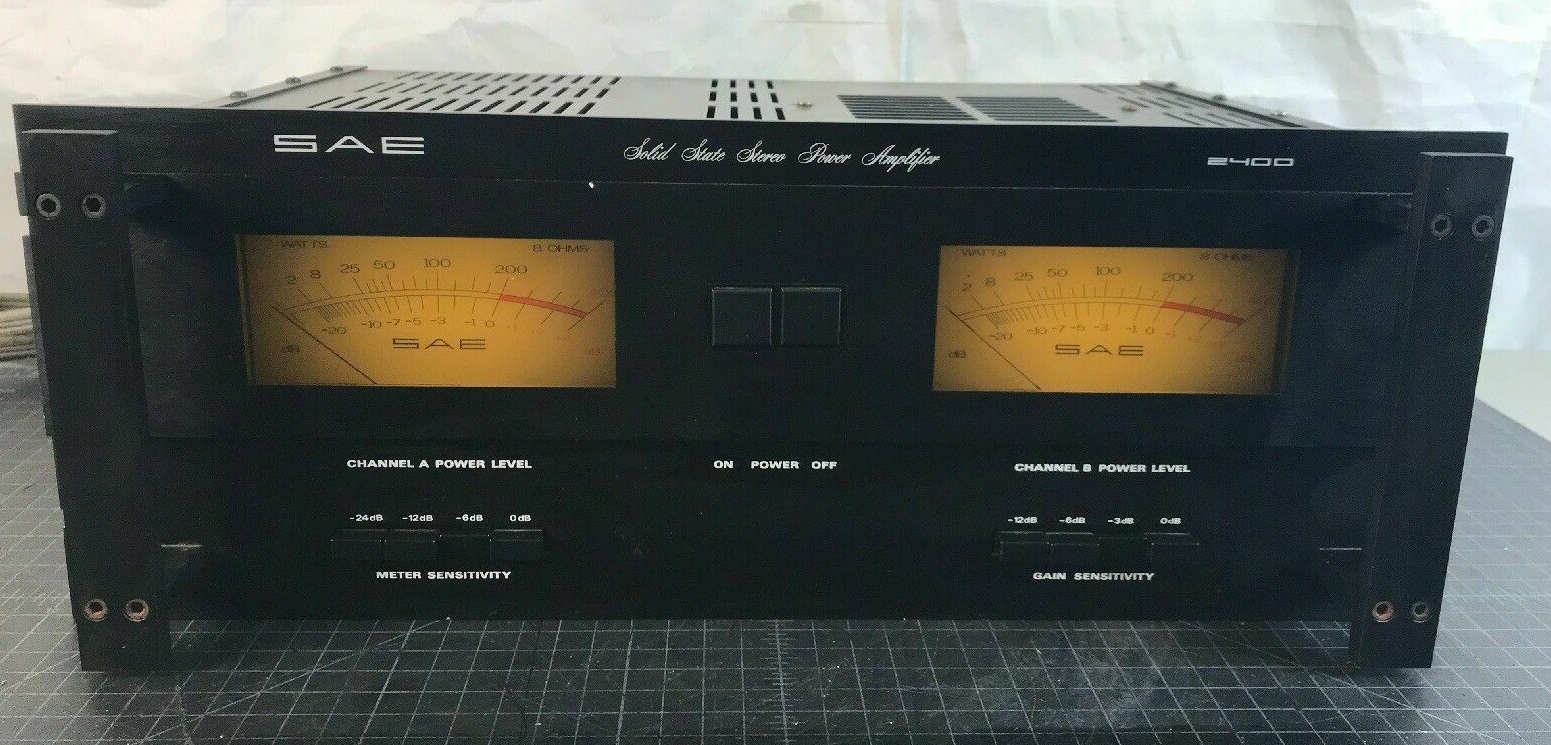 SAE
Solid State Stereo Power Amplifier
2400
WATTS 8 OHMS
2 8 25 50 100 200
-20 -10 -7 -5 -3 -1 0
SAE
dB
WATTS 8 OHMS
2 8 25 50 100 200
-20 -10 -7 -5 -3 -1 0
SAE
dB
CHANNEL A POWER LEVEL
ON POWER OFF
CHANNEL B POWER LEVEL
-24dB -12dB -6dB 0dB
METER SENSITIVITY
-12dB -6dB -3dB 0dB
GAIN SENSITIVITY